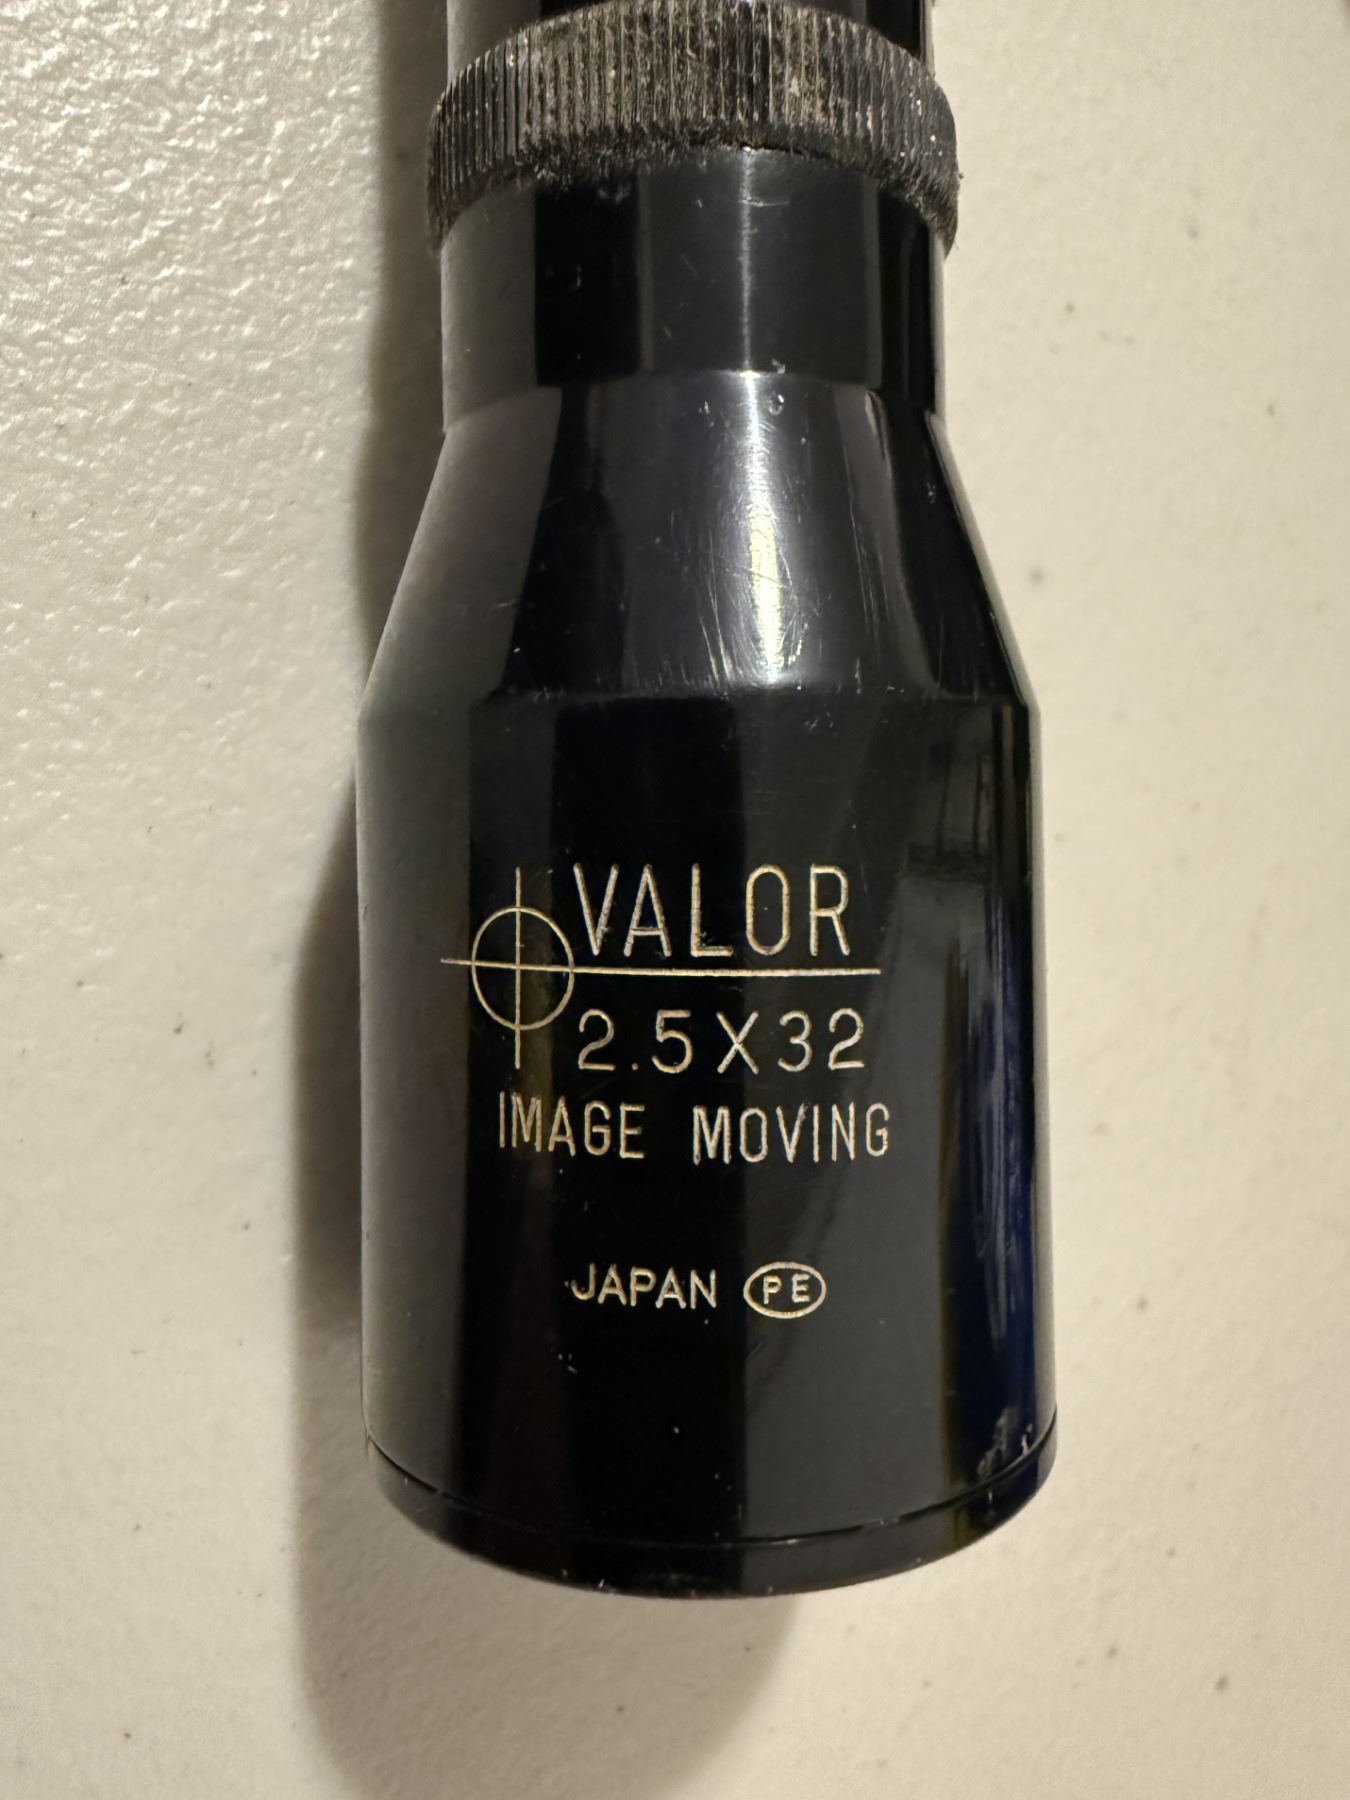 VALOR
2.5X32
IMAGE MOVING
JAPAN PE